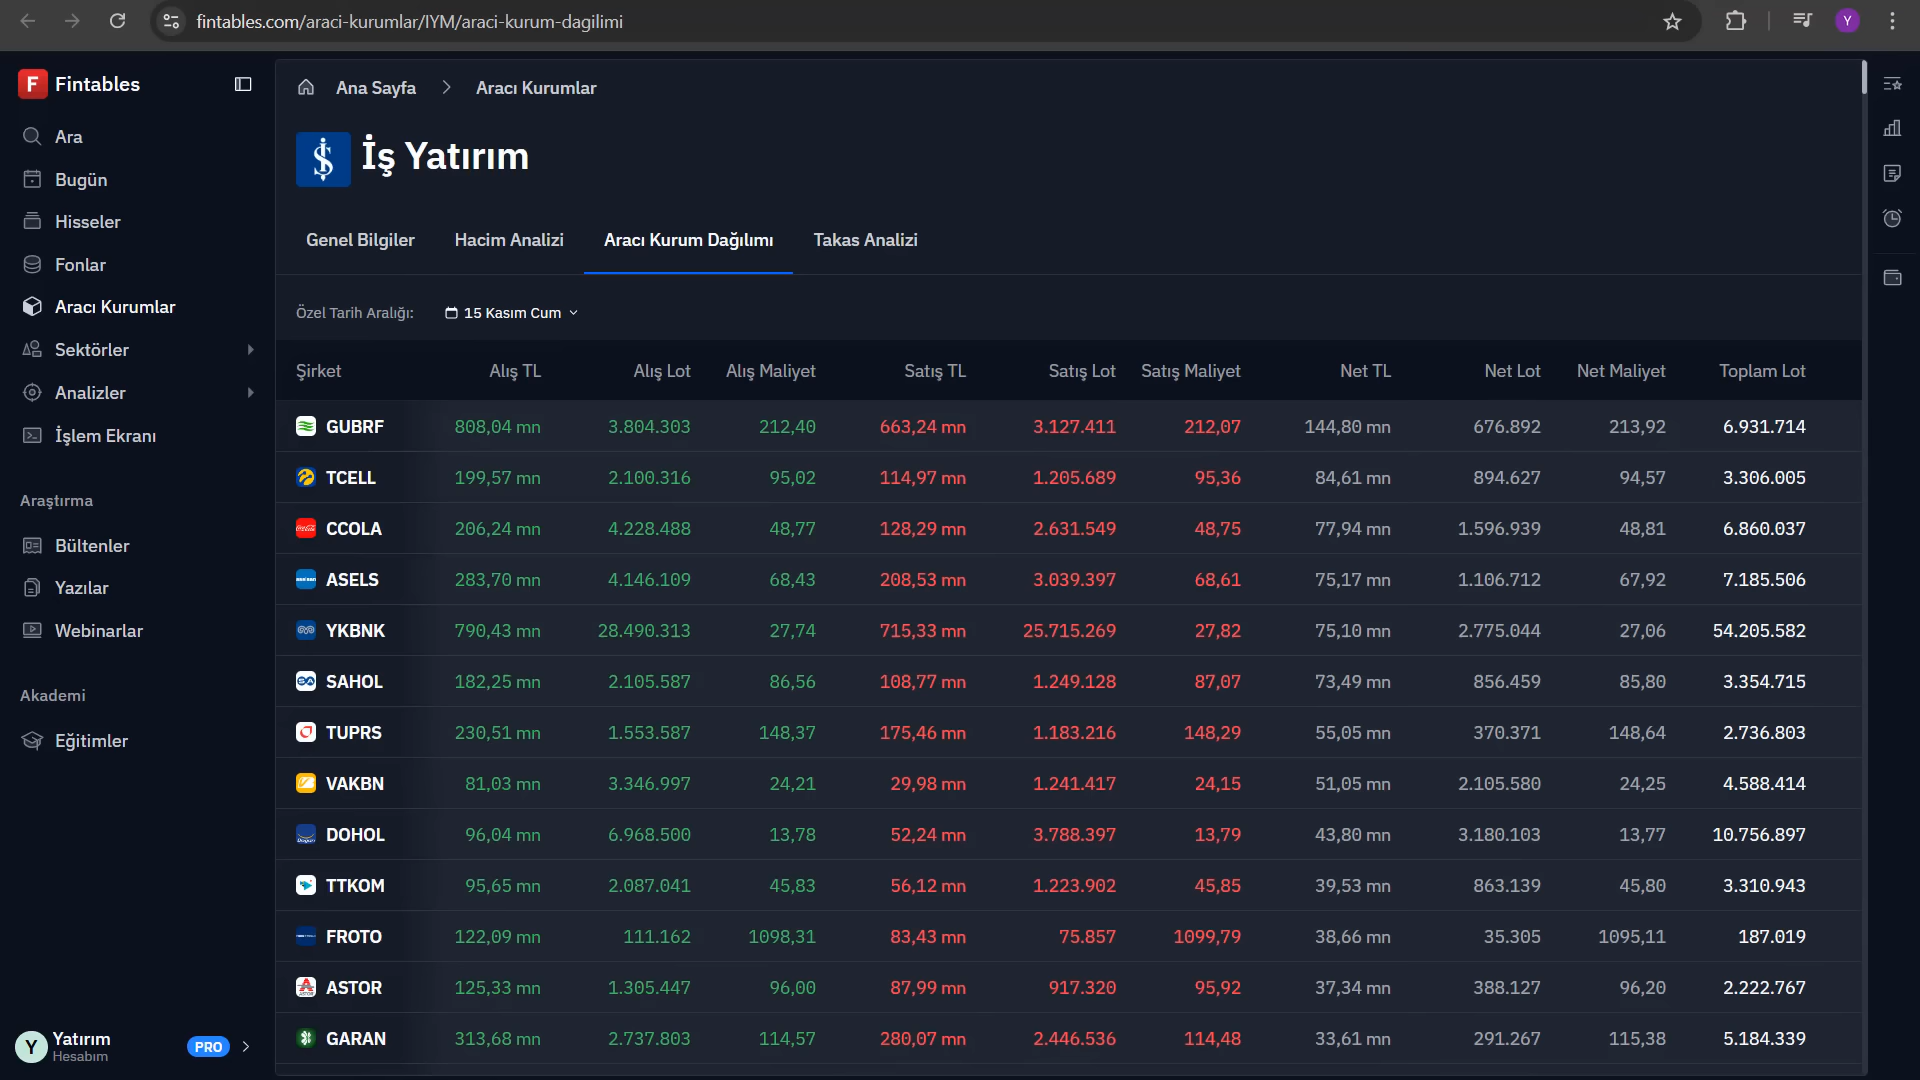 fintables.com/araci-kurumlar/IYM/araci-kurum-dagilimi
Y
F Fintables
Ara
Bugün
Hisseler
Fonlar
Aracı Kurumlar
Sektörler
Analizler
İşlem Ekranı
Araştırma
Bültenler
Yazılar
Webinarlar
Akademi
Eğitimler
Y Yatırım
Hesabım
PRO
Ana Sayfa > Aracı Kurumlar
İş Yatırım
Genel Bilgiler Hacim Analizi Aracı Kurum Dağılımı Takas Analizi
Özel Tarih Aralığı: 15 Kasım Cum
Şirket Alış TL Alış Lot Alış Maliyet Satış TL Satış Lot Satış Maliyet Net TL Net Lot Net Maliyet Toplam Lot
GUBRF 808,04 mn 3.804.303 212,40 663,24 mn 3.127.411 212,07 144,80 mn 676.892 213,92 6.931.714
TCELL 199,57 mn 2.100.316 95,02 114,97 mn 1.205.689 95,36 84,61 mn 894.627 94,57 3.306.005
CCOLA 206,24 mn 4.228.488 48,77 128,29 mn 2.631.549 48,75 77,94 mn 1.596.939 48,81 6.860.037
ASELS 283,70 mn 4.146.109 68,43 208,53 mn 3.039.397 68,61 75,17 mn 1.106.712 67,92 7.185.506
YKBNK 790,43 mn 28.490.313 27,74 715,33 mn 25.715.269 27,82 75,10 mn 2.775.044 27,06 54.205.582
SAHOL 182,25 mn 2.105.587 86,56 108,77 mn 1.249.128 87,07 73,49 mn 856.459 85,80 3.354.715
TUPRS 230,51 mn 1.553.587 148,37 175,46 mn 1.183.216 148,29 55,05 mn 370.371 148,64 2.736.803
VAKBN 81,03 mn 3.346.997 24,21 29,98 mn 1.241.417 24,15 51,05 mn 2.105.580 24,25 4.588.414
DOHOL 96,04 mn 6.968.500 13,78 52,24 mn 3.788.397 13,79 43,80 mn 3.180.103 13,77 10.756.897
TTKOM 95,65 mn 2.087.041 45,83 56,12 mn 1.223.902 45,85 39,53 mn 863.139 45,80 3.310.943
FROTO 122,09 mn 111.162 1098,31 83,43 mn 75.857 1099,79 38,66 mn 35.305 1095,11 187.019
ASTOR 125,33 mn 1.305.447 96,00 87,99 mn 917.320 95,92 37,34 mn 388.127 96,20 2.222.767
GARAN 313,68 mn 2.737.803 114,57 280,07 mn 2.446.536 114,48 33,61 mn 291.267 115,38 5.184.339